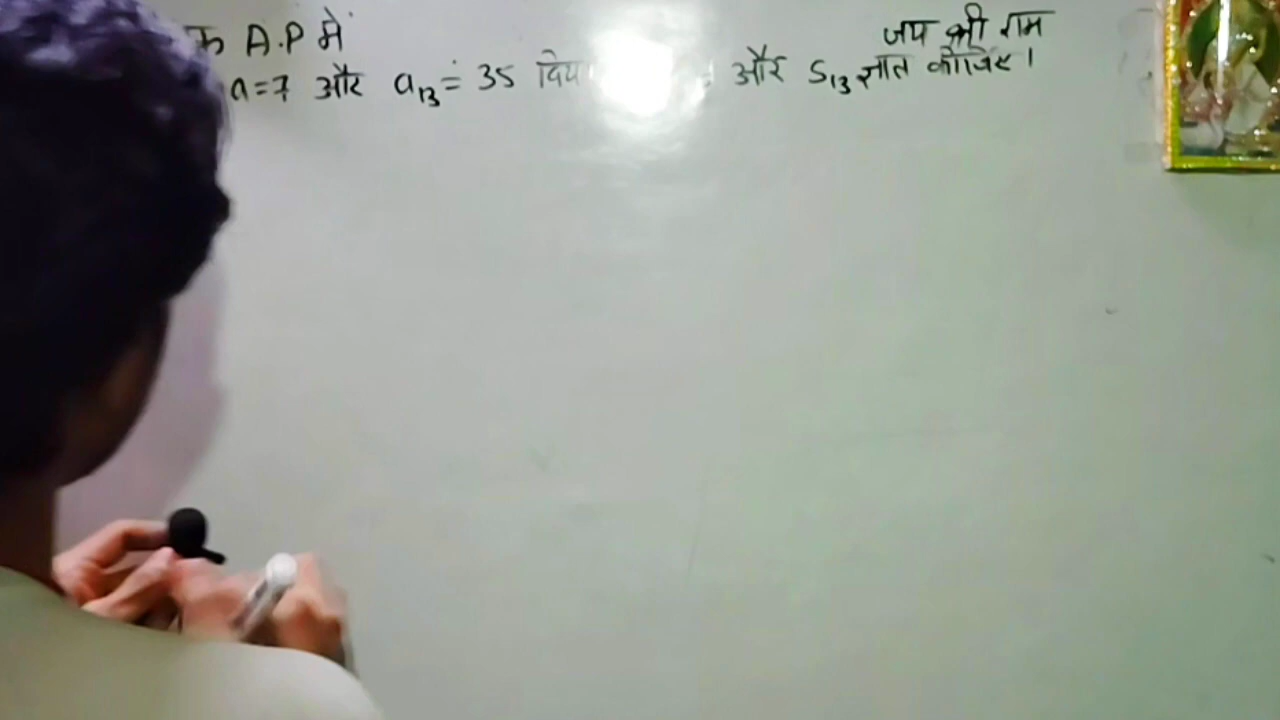 A.P में
जय श्री राम
a=7 और a₁₃ = 35 और S₁₃ ज्ञात कीजिए।